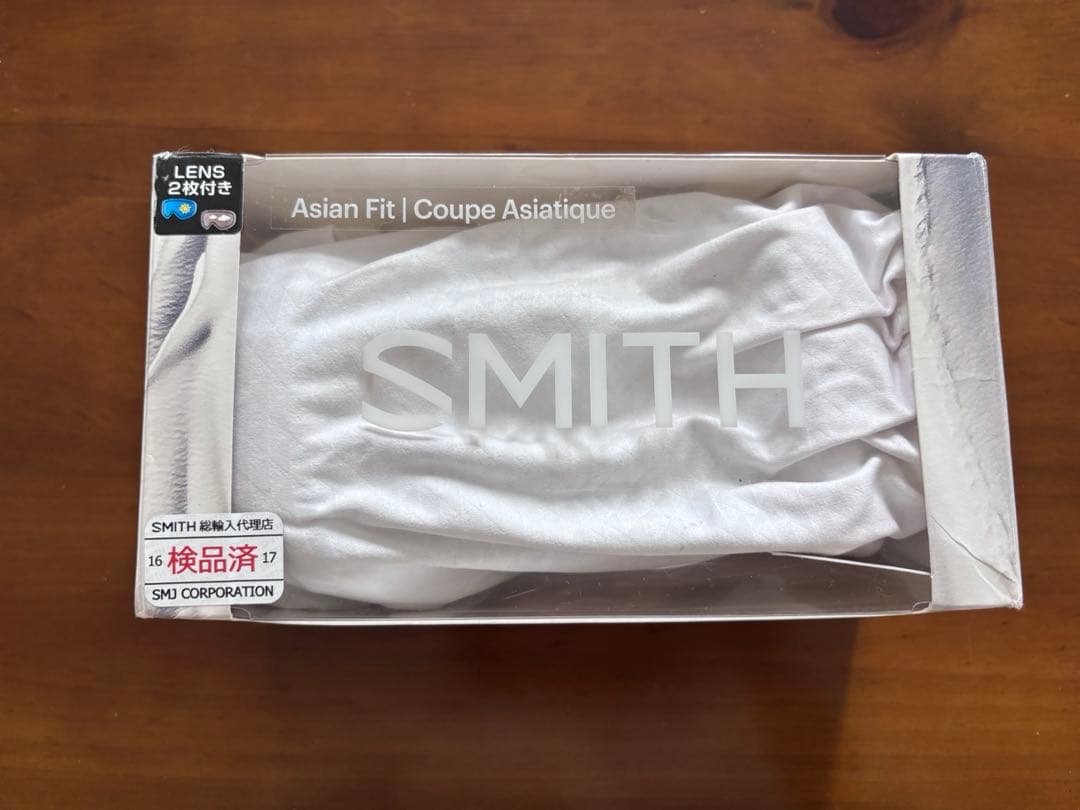 LENS
2枚付き
Asian Fit | Coupe Asiatique
SMITH
SMITH 総輸入代理店
16 検品済 17
SMJ CORPORATION